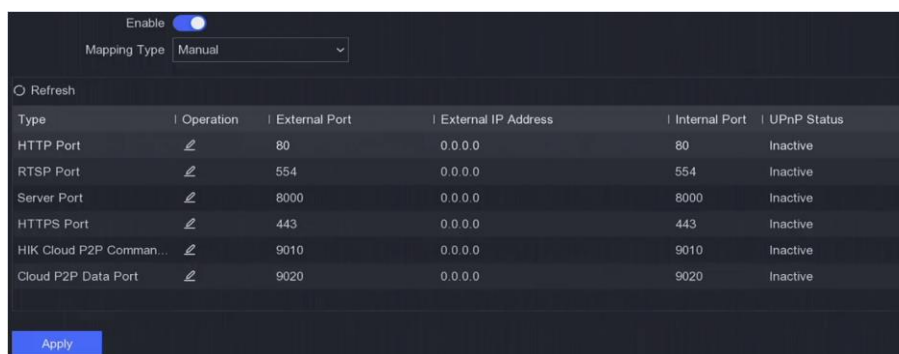 Enable
Mapping Type Manual
Refresh
Type Operation External Port External IP Address Internal Port UPnP Status
HTTP Port 80 0.0.0.0 80 Inactive
RTSP Port 554 0.0.0.0 554 Inactive
Server Port 8000 0.0.0.0 8000 Inactive
HTTPS Port 443 0.0.0.0 443 Inactive
HIK Cloud P2P Comman... 9010 0.0.0.0 9010 Inactive
Cloud P2P Data Port 9020 0.0.0.0 9020 Inactive
Apply